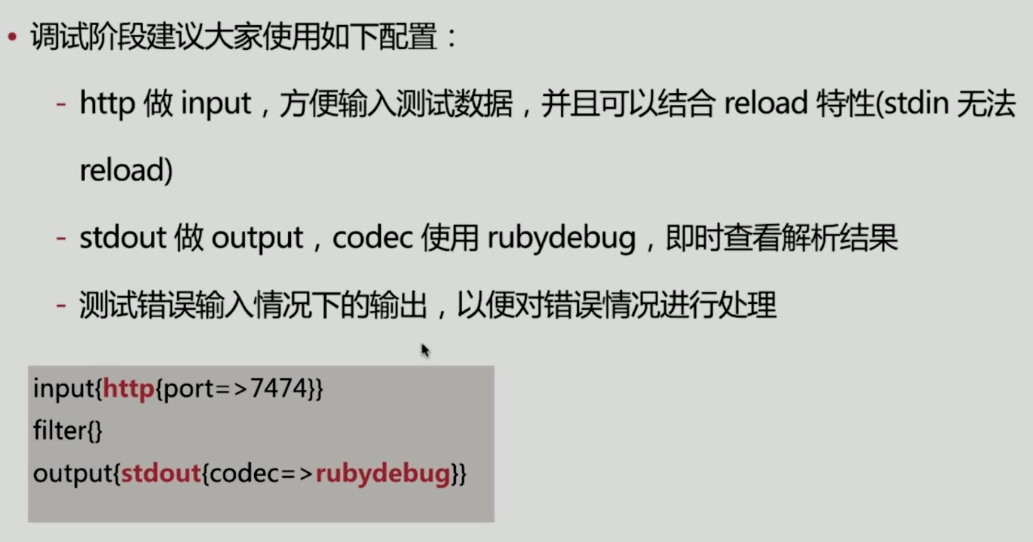 • 调试阶段建议大家使用如下配置：
- http 做 input，方便输入测试数据，并且可以结合 reload 特性(stdin 无法
reload)
- stdout 做 output，codec 使用 rubydebug，即时查看解析结果
- 测试错误输入情况下的输出，以便对错误情况进行处理
input{http{port=>7474}}
filter{}
output{stdout{codec=>rubydebug}}